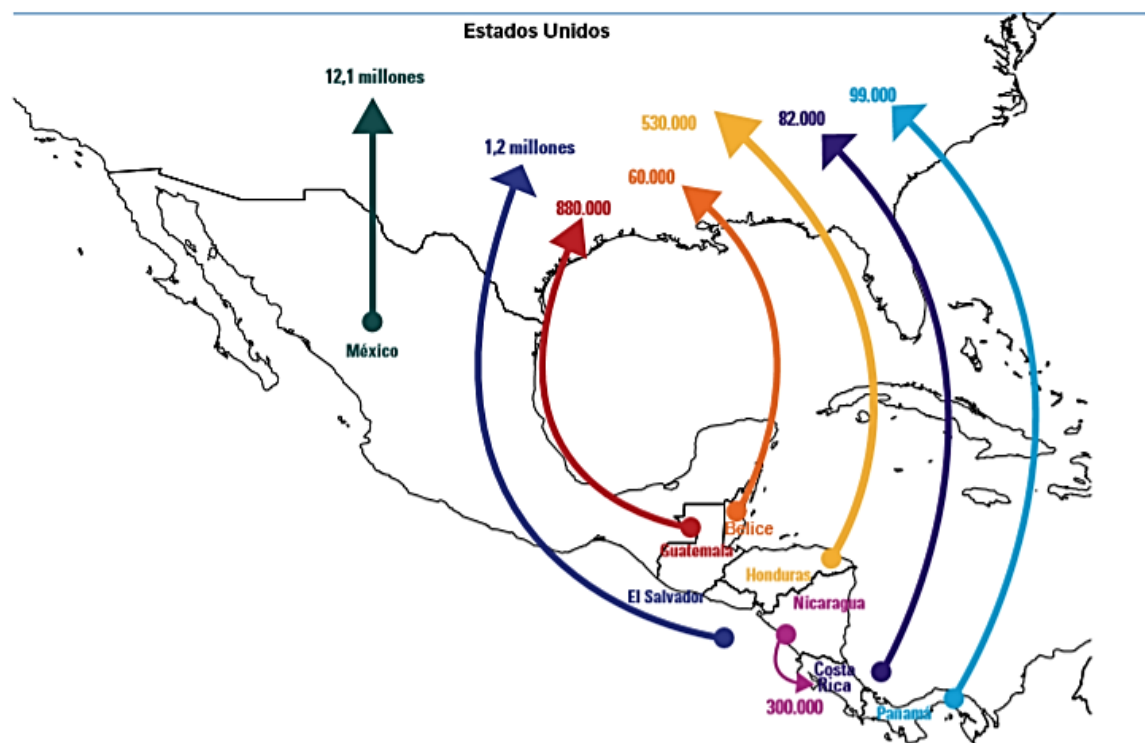 Estados Unidos
12,1 millones
99.000
82.000
530.000
1,2 millones
60.000
880.000
México
Bélice
Guatemala
Honduras
El Salvador
Nicaragua
Costa
Rica
300.000
Panamá